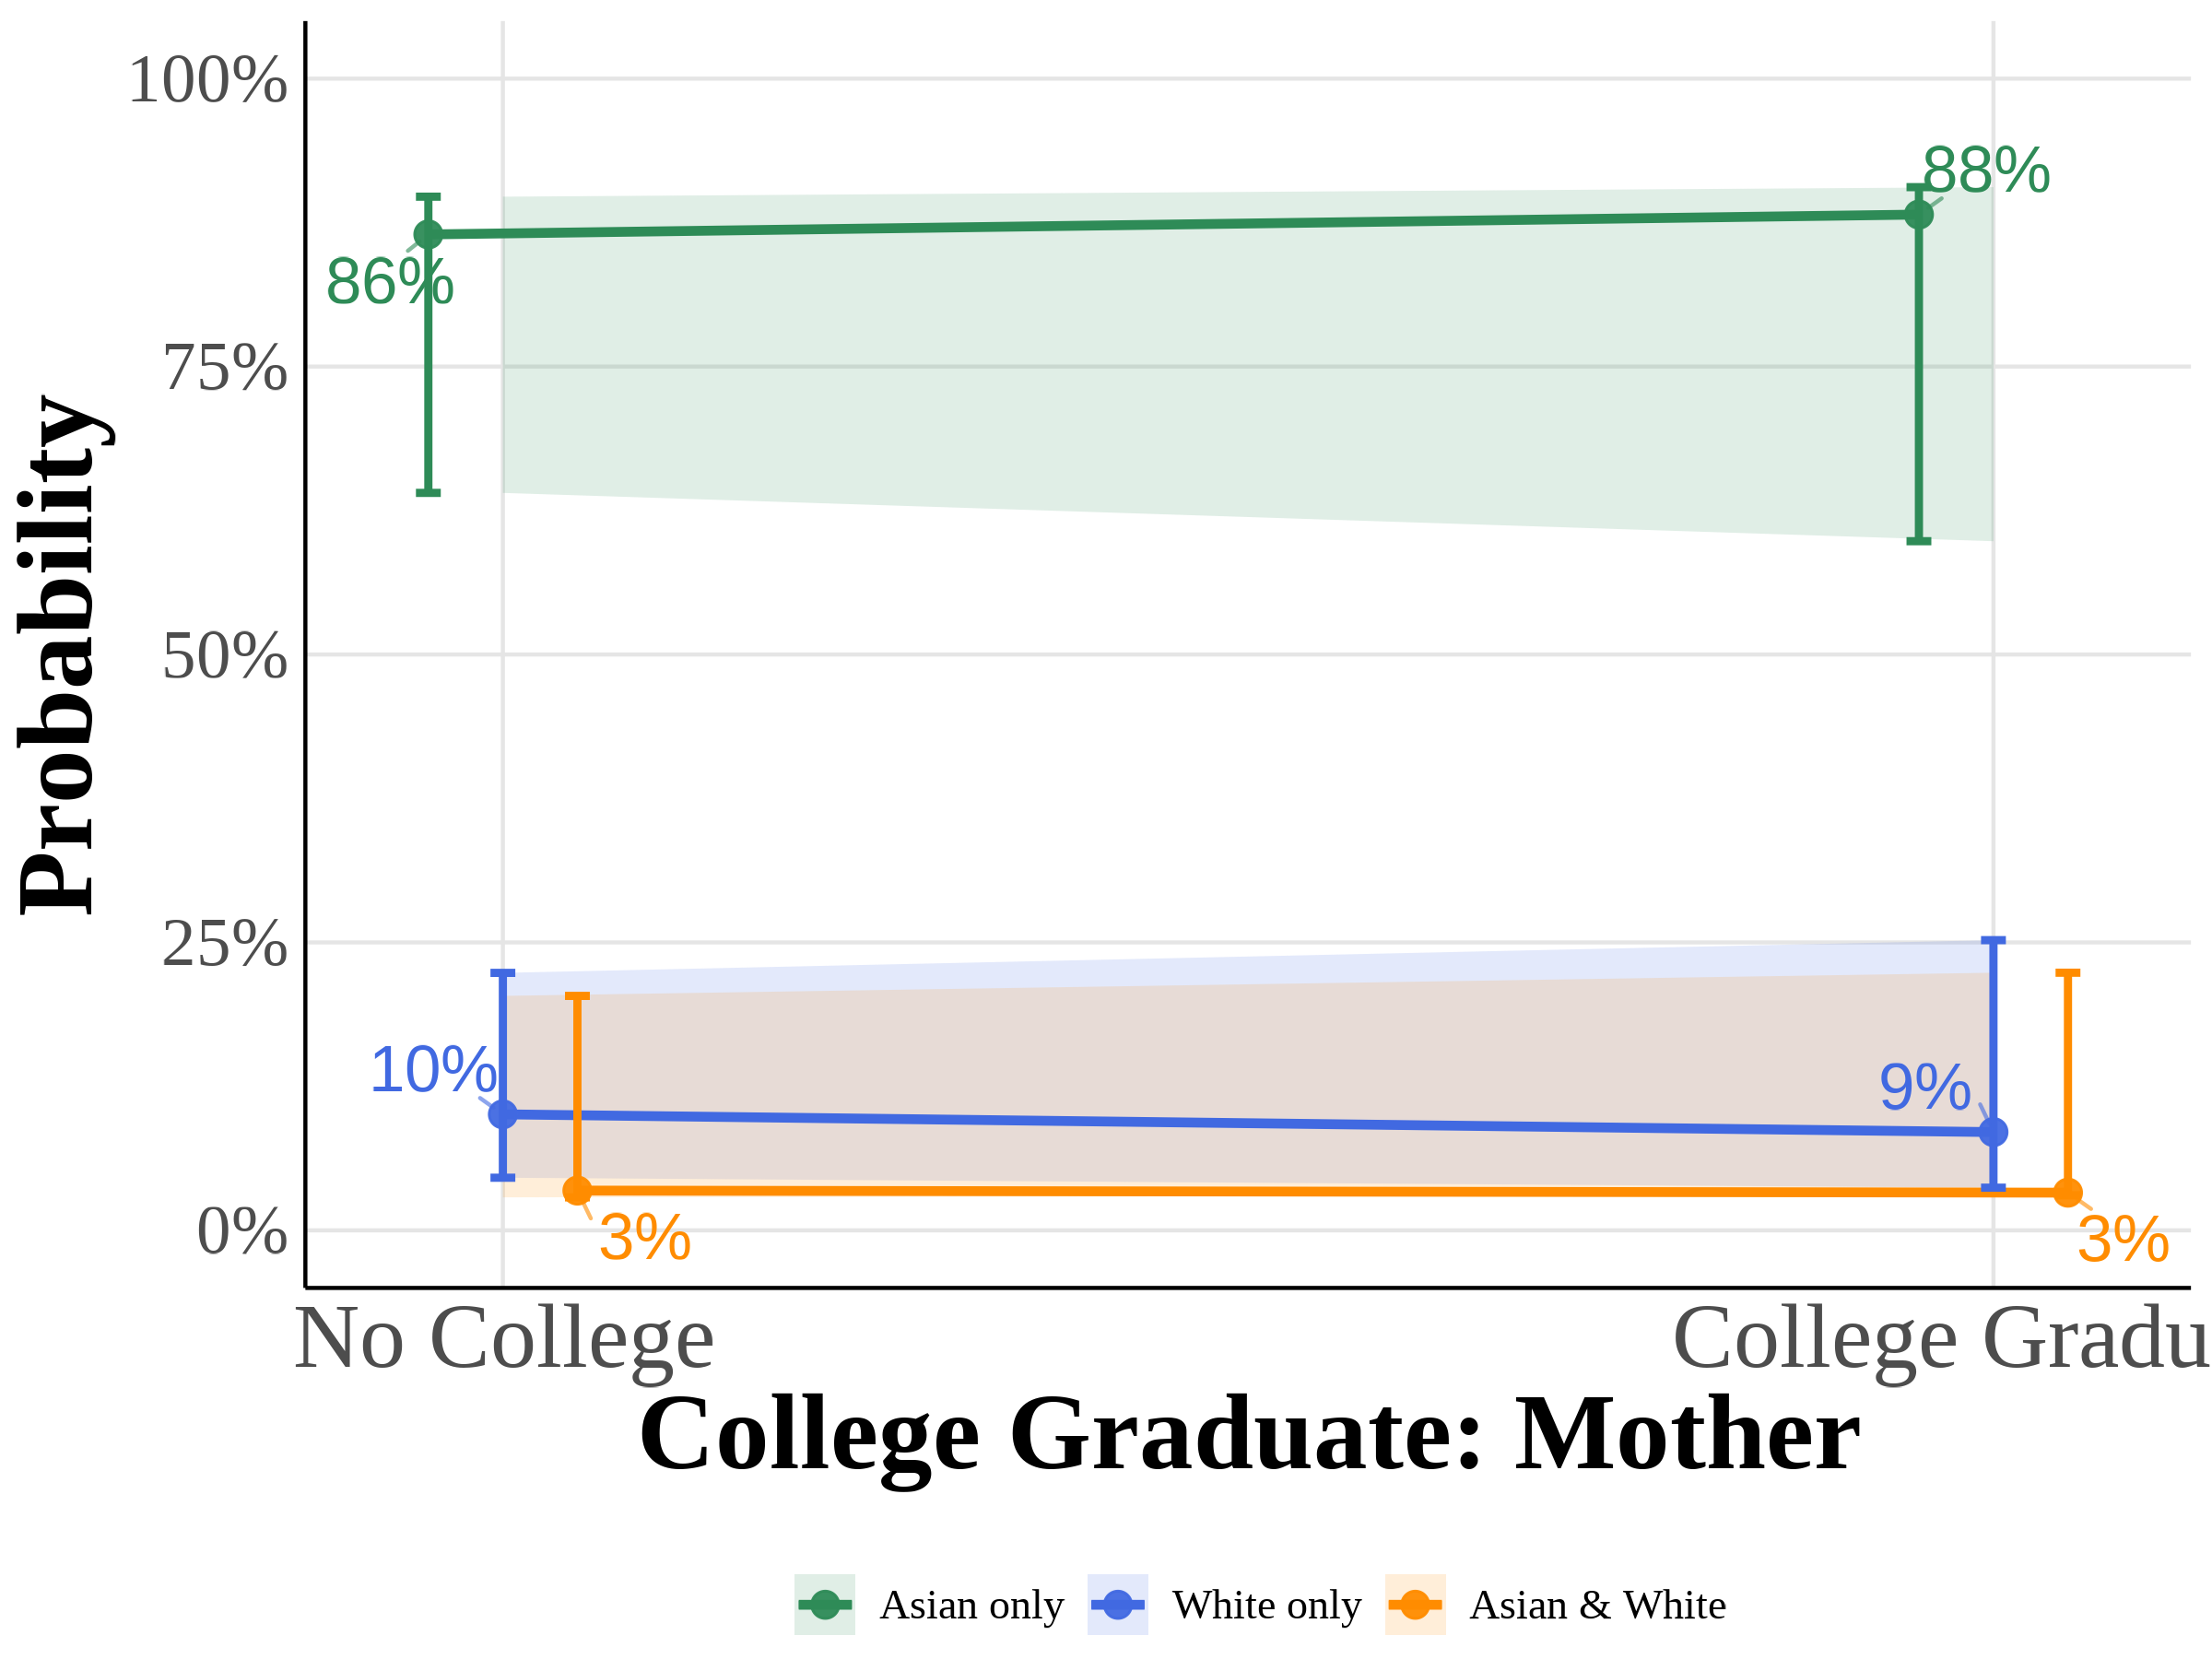 100%
88%
86%
75%
Probability
50%
25%
10%
9%
3%
3%
0%
No College
College Gradu
College Graduate: Mother
Asian only
White only
Asian & White